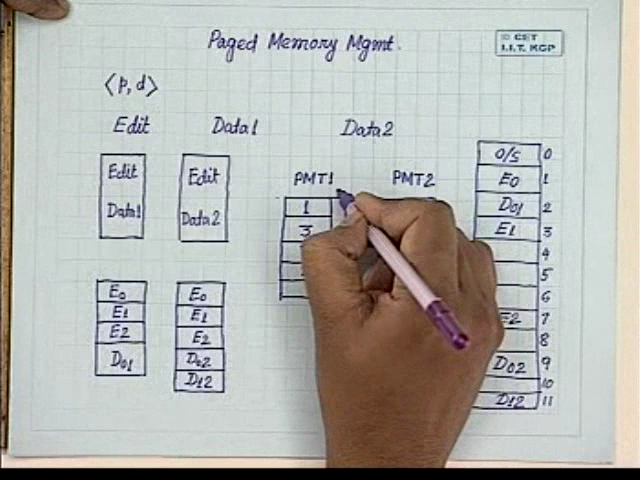 Paged Memory Mgmt.
© CET
I.I.T. KGP
<p, d>
Edit Data1 Data2
Edit
Data1
Edit
Data2
E0
E1
E2
D01
E0
E1
E2
D02
D12
PMT1
1
3
PMT2
O/S 0
E0 1
D01 2
E1 3
4
5
6
E2 7
8
D02 9
10
D12 11